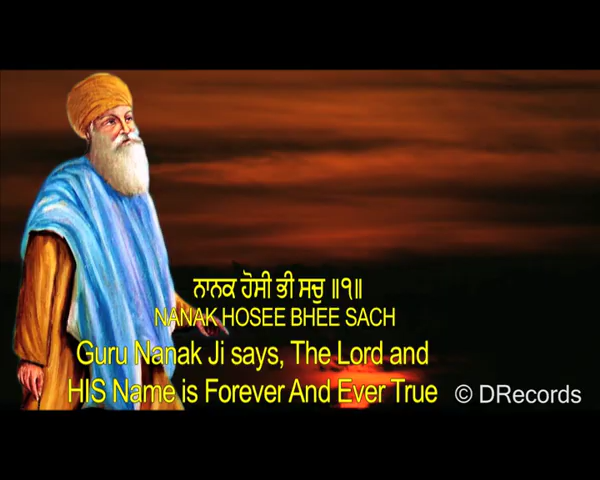 ਨਾਨਕ ਹੋਸੀ ਭੀ ਸਚੁ ॥੧॥
NANAK HOSEE BHEE SACH
Guru Nanak Ji says, The Lord and
HIS Name is Forever And Ever True
© DRecords